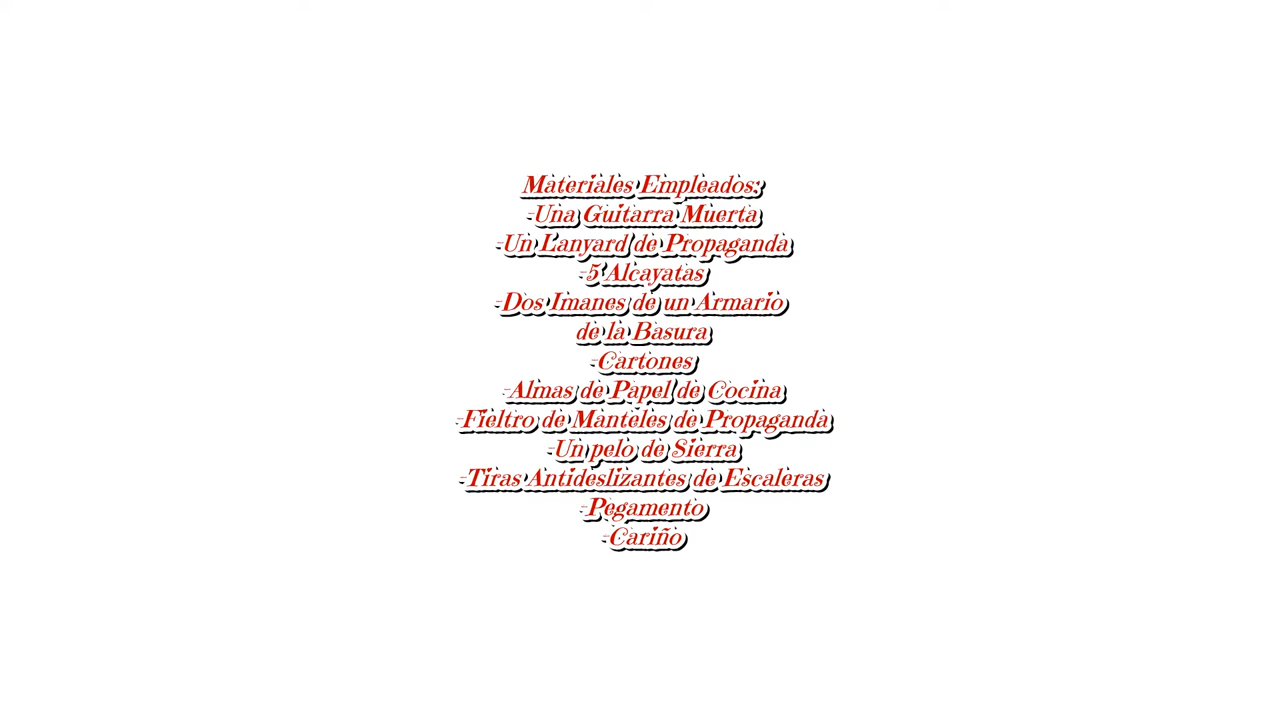 Materiales Empleados:
-Una Guitarra Muerta
-Un Lanyard de Propaganda
-5 Alcayatas
-Dos Imanes de un Armario
de la Basura
-Cartones
-Almas de Papel de Cocina
-Fieltro de Manteles de Propaganda
-Un pelo de Sierra
-Tiras Antideslizantes de Escaleras
-Pegamento
-Cariño